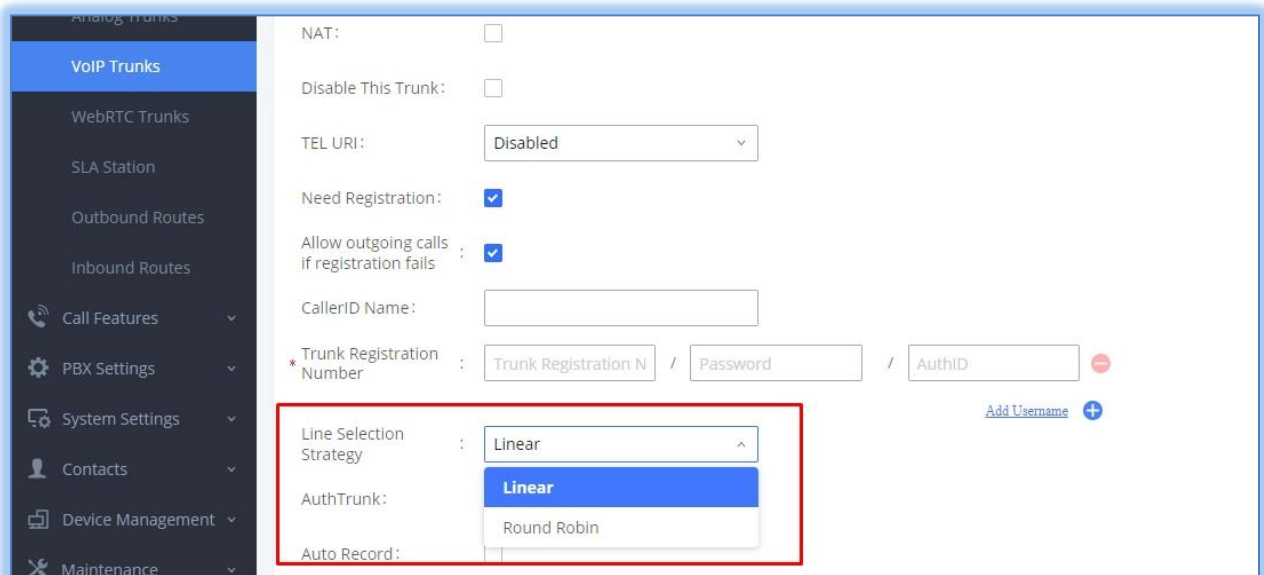 Analog Trunks
VoIP Trunks
WebRTC Trunks
SLA Station
Outbound Routes
Inbound Routes
Call Features
PBX Settings
System Settings
Contacts
Device Management
Maintenance
NAT:
Disable This Trunk:
TEL URI: Disabled
Need Registration:
Allow outgoing calls
if registration fails :
CallerID Name:
* Trunk Registration
Number : Trunk Registration N / Password / AuthID
Add Username
Line Selection
Strategy : Linear
Linear
AuthTrunk:
Round Robin
Auto Record: